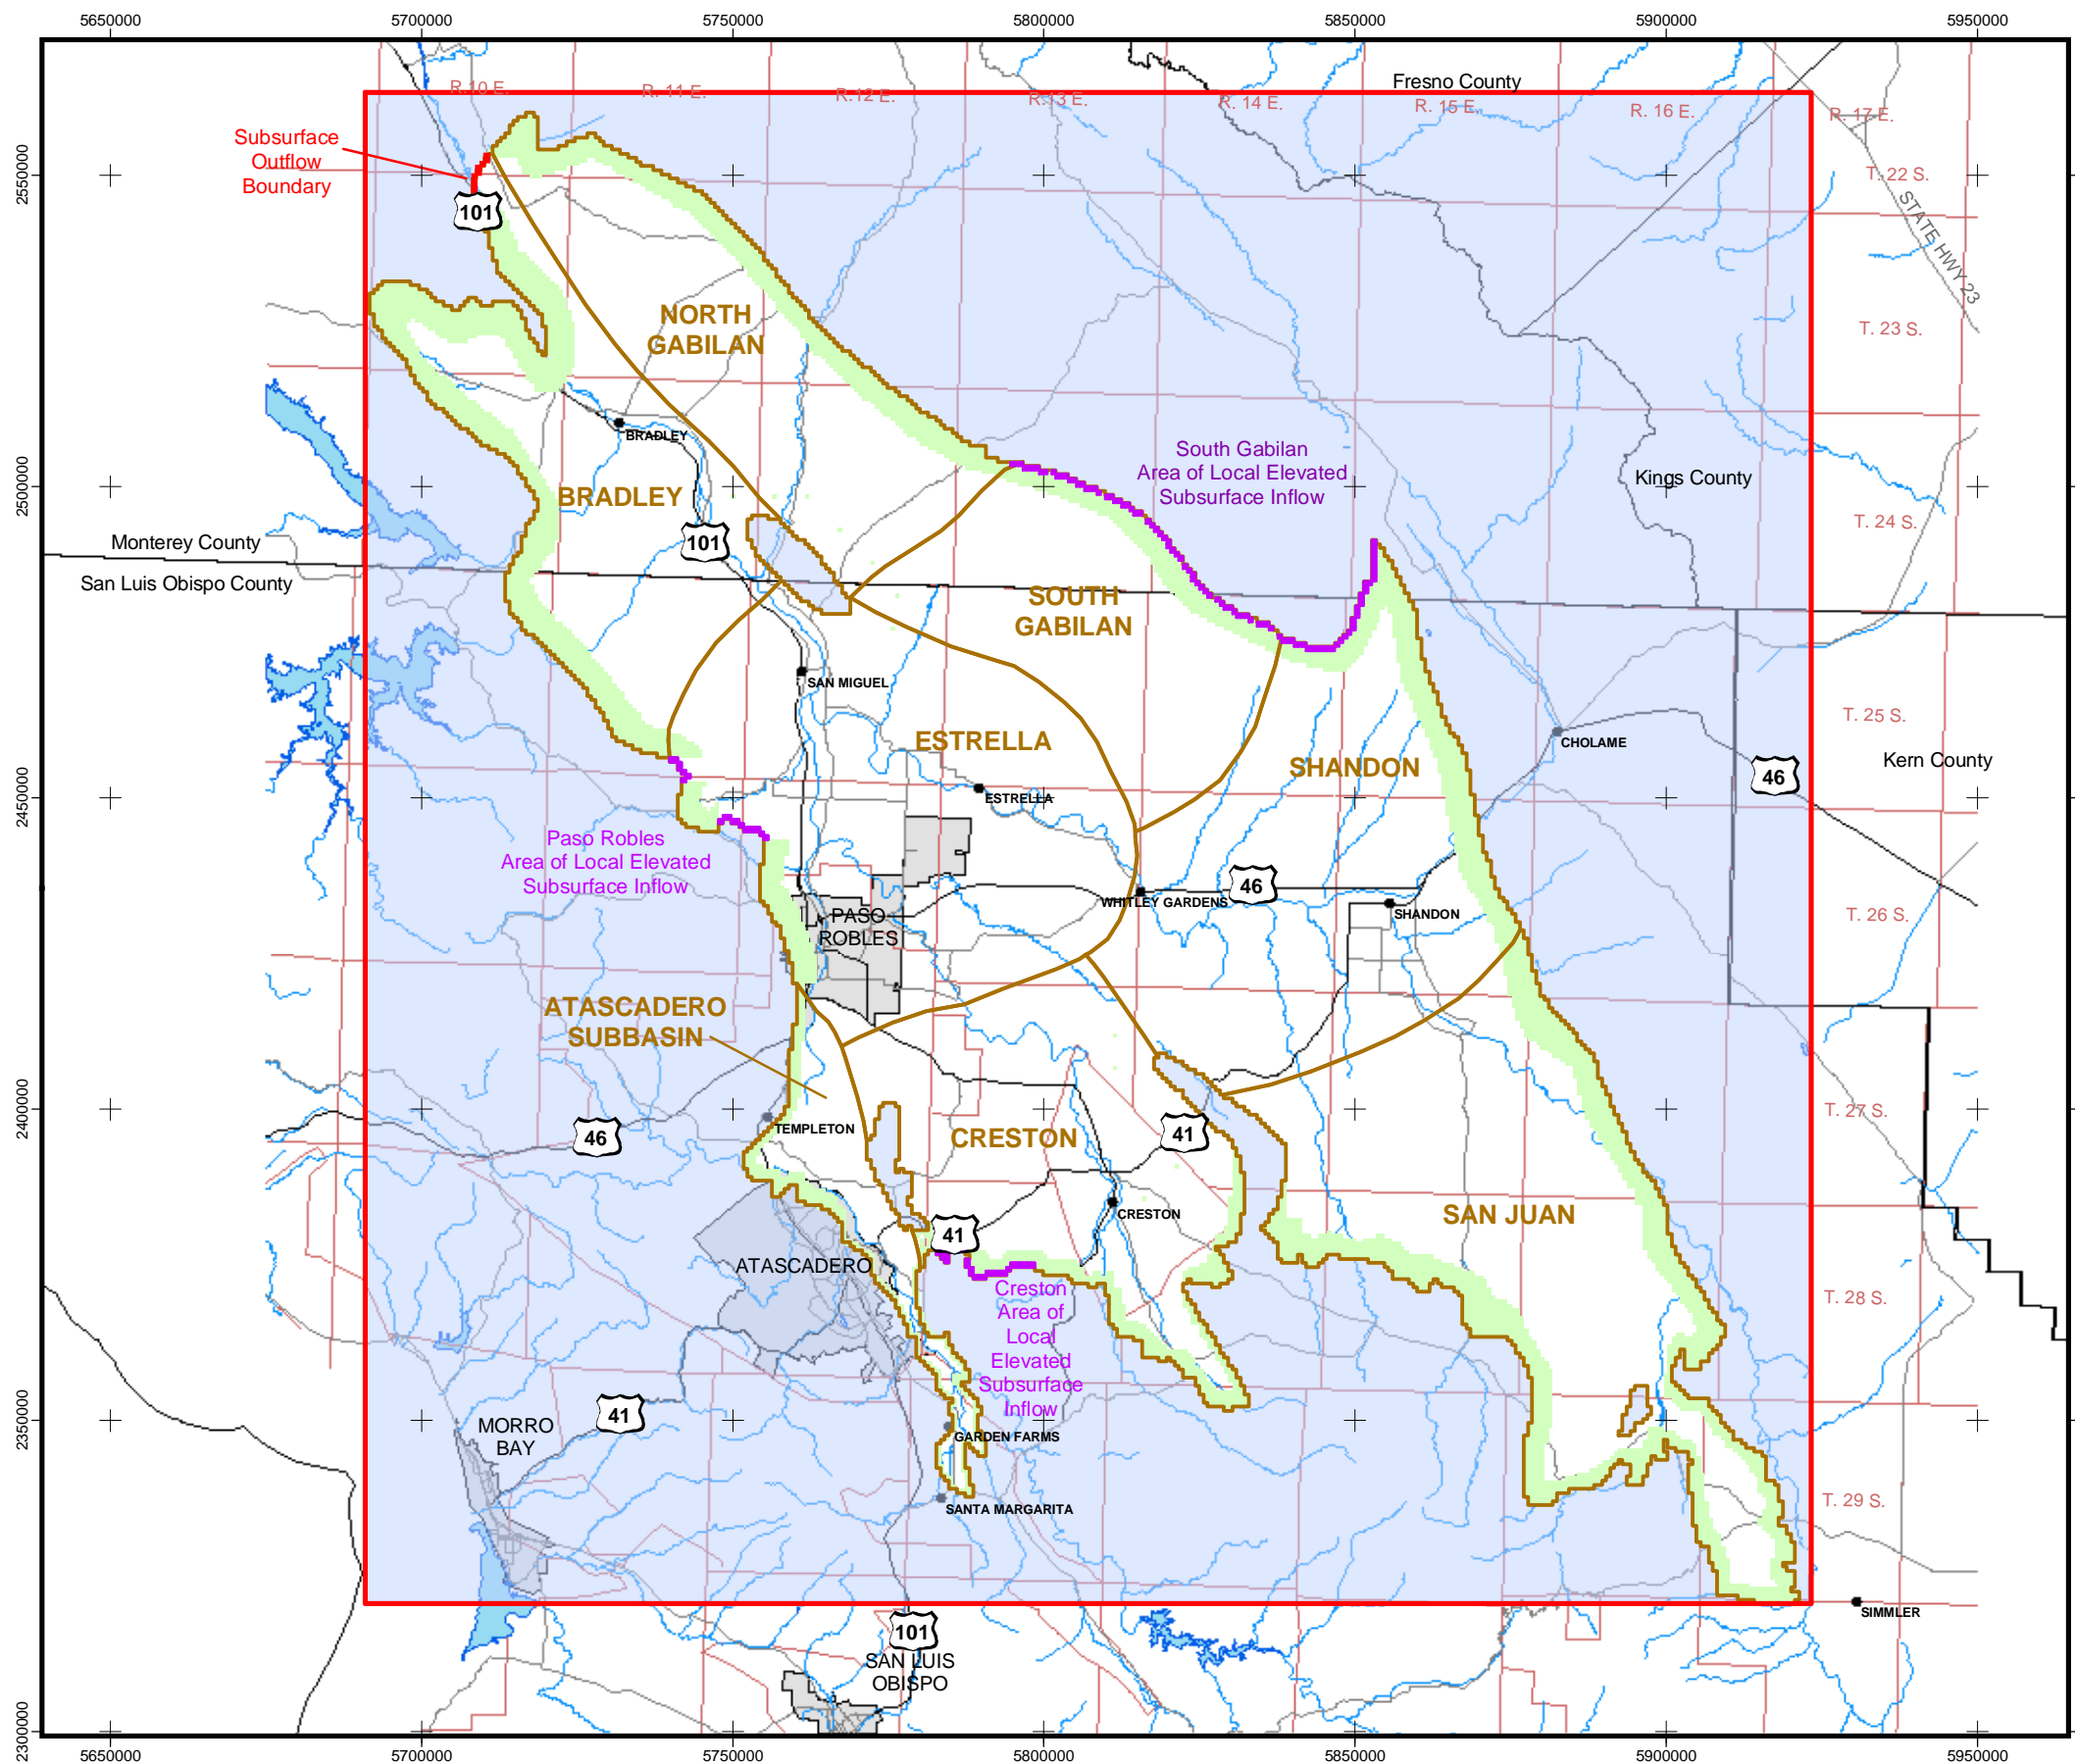 5650000
5700000
5750000
5800000
5850000
5900000
5950000
Fresno County
R.10 E.
R. 11 E.
R.12 E.
R.13 E.
R. 14 E.
R. 15 E.
R. 16 E.
R. 17 E.
Subsurface
Outflow
Boundary
2550000
T. 22 S.
STATE HWY 23
101
NORTH
GABILAN
T. 23 S.
BRADLEY
South Gabilan
Area of Local Elevated
Subsurface Inflow
Kings County
2500000
BRADLEY
T. 24 S.
101
Monterey County
San Luis Obispo County
SOUTH
GABILAN
SAN MIGUEL
T. 25 S.
ESTRELLA
CHOLAME
SHANDON
Kern County
46
2450000
ESTRELLA
Paso Robles
Area of Local Elevated
Subsurface Inflow
46
WHITLEY GARDENS
SHANDON
T. 26 S.
PASO
ROBLES
ATASCADERO
SUBBASIN
2400000
T. 27 S.
TEMPLETON
46
CRESTON
41
CRESTON
SAN JUAN
41
ATASCADERO
Creston
Area of
Local
Elevated
Subsurface
Inflow
T. 28 S.
2350000
41
MORRO
BAY
GARDEN FARMS
SANTA MARGARITA
T. 29 S.
SIMMLER
101
SAN LUIS
OBISPO
2300000
5650000
5700000
5750000
5800000
5850000
5900000
5950000